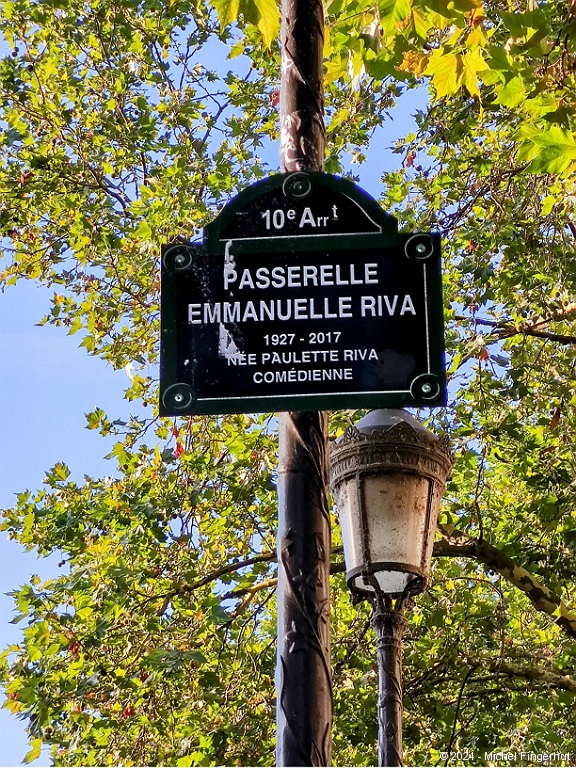 10e Arrt
PASSERELLE
EMMANUELLE RIVA
1927 - 2017
NÉE PAULETTE RIVA
COMÉDIENNE
© 2024 - Michel Fingerhut